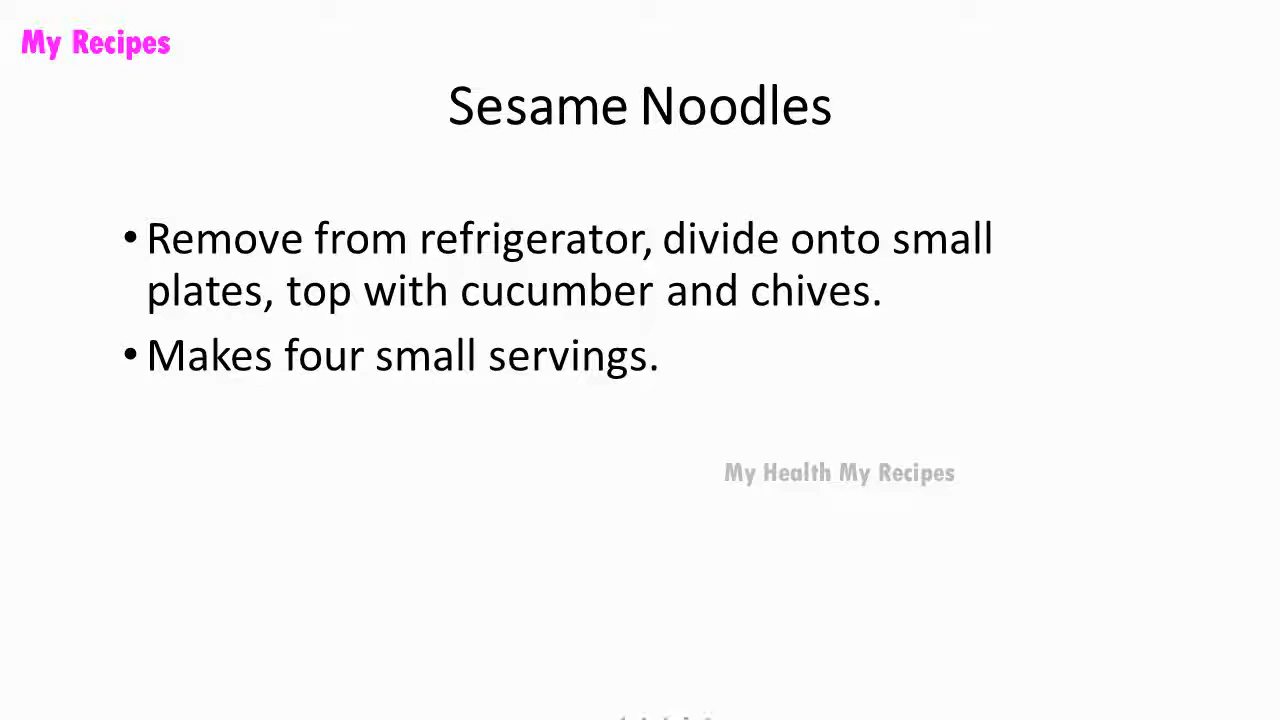 My Recipes
Sesame Noodles
•Remove from refrigerator, divide onto small
plates, top with cucumber and chives.
•Makes four small servings.
My Health My Recipes